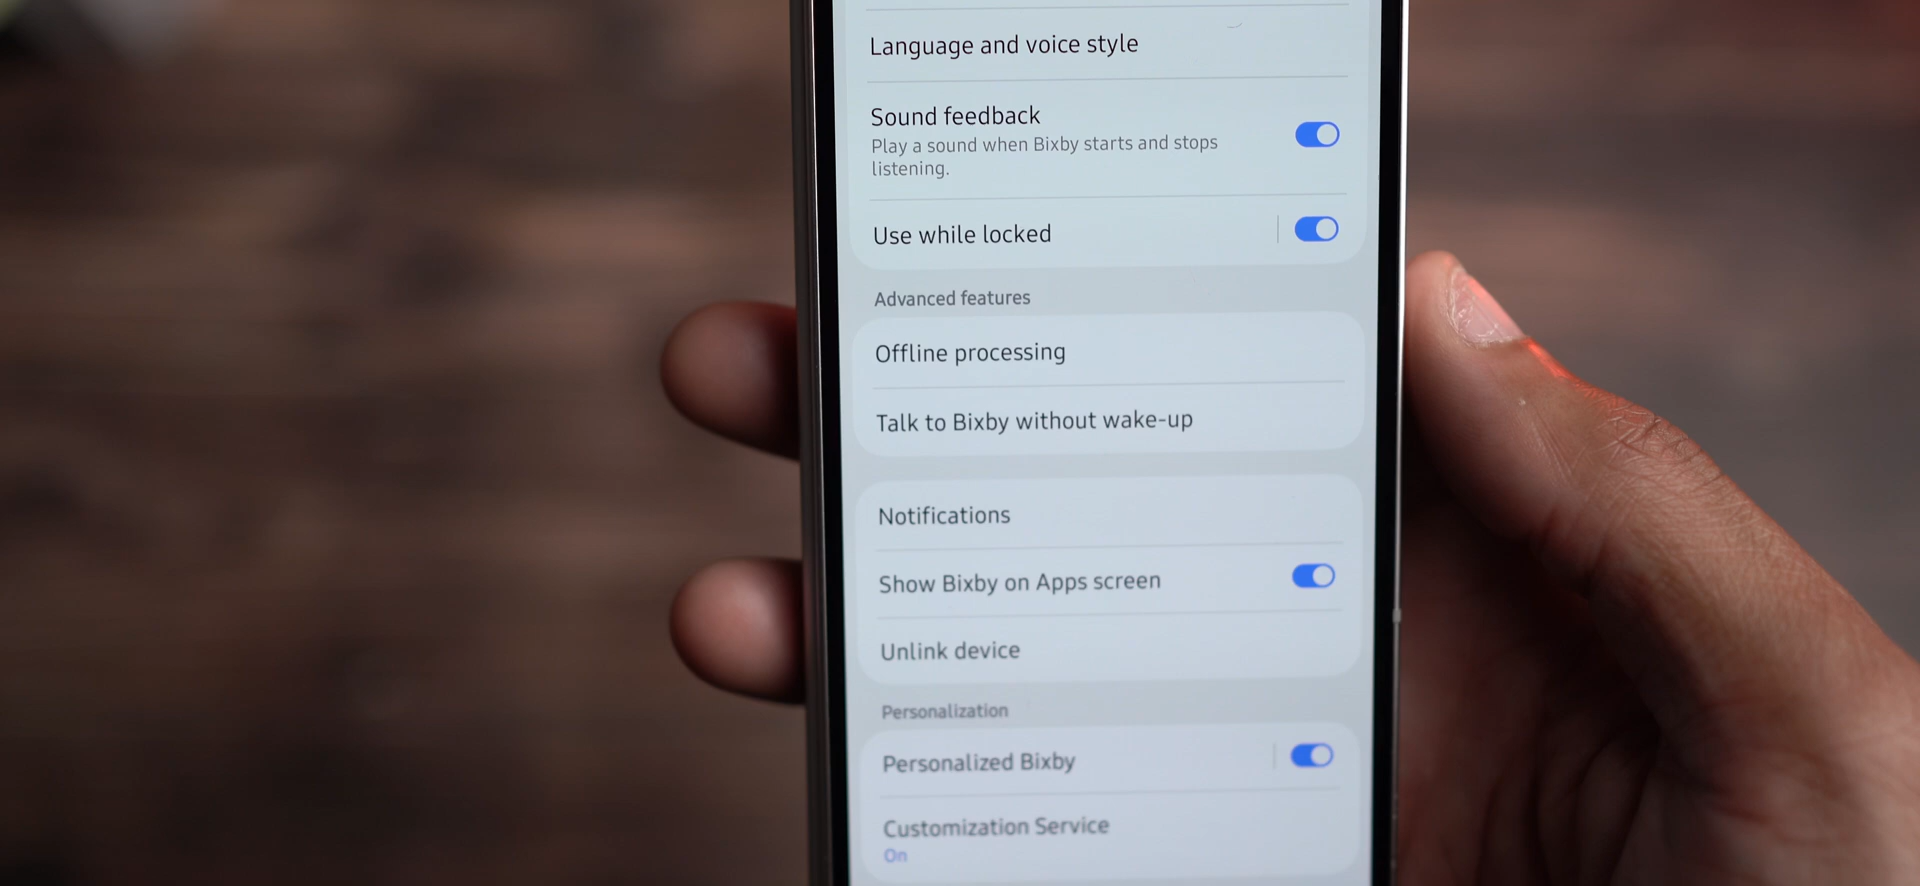 Language and voice style
Sound feedback
Play a sound when Bixby starts and stops
listening.
Use while locked
Advanced features
Offline processing
Talk to Bixby without wake-up
Notifications
Show Bixby on Apps screen
Unlink device
Personalization
Personalized Bixby
Customization Service
On